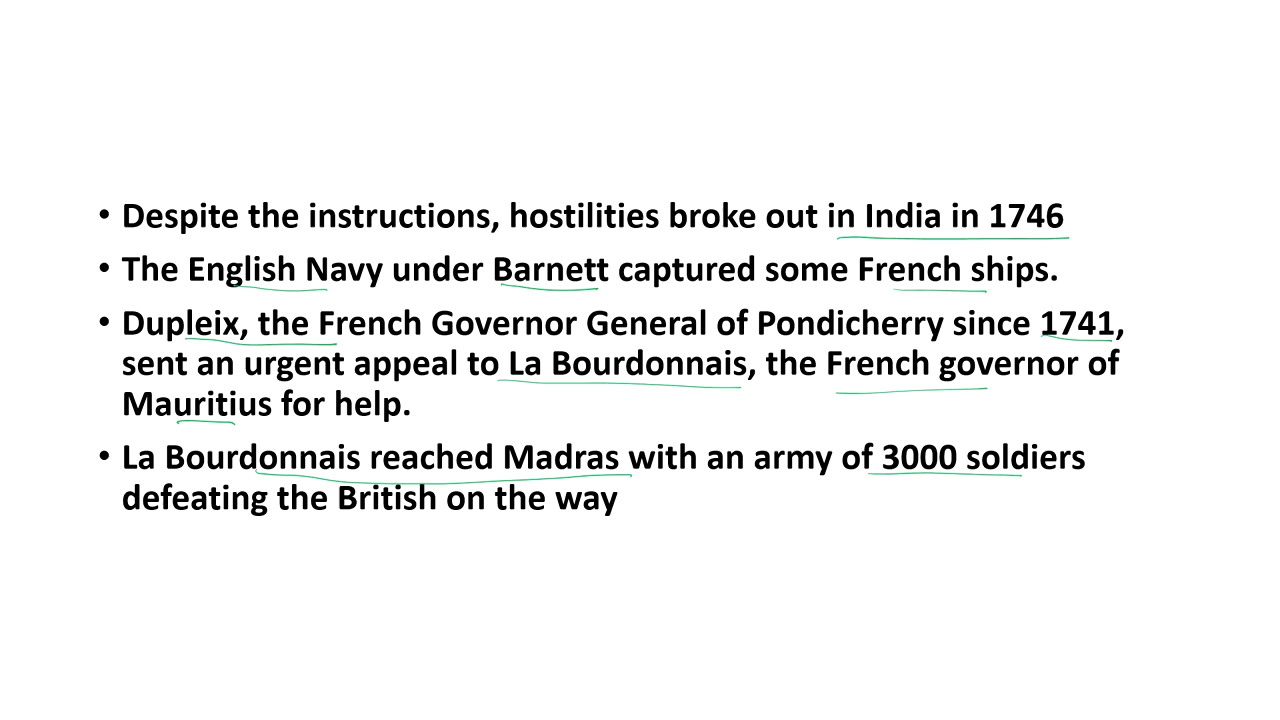 • Despite the instructions, hostilities broke out in India in 1746
• The English Navy under Barnett captured some French ships.
• Dupleix, the French Governor General of Pondicherry since 1741,
sent an urgent appeal to La Bourdonnais, the French governor of
Mauritius for help.
• La Bourdonnais reached Madras with an army of 3000 soldiers
defeating the British on the way